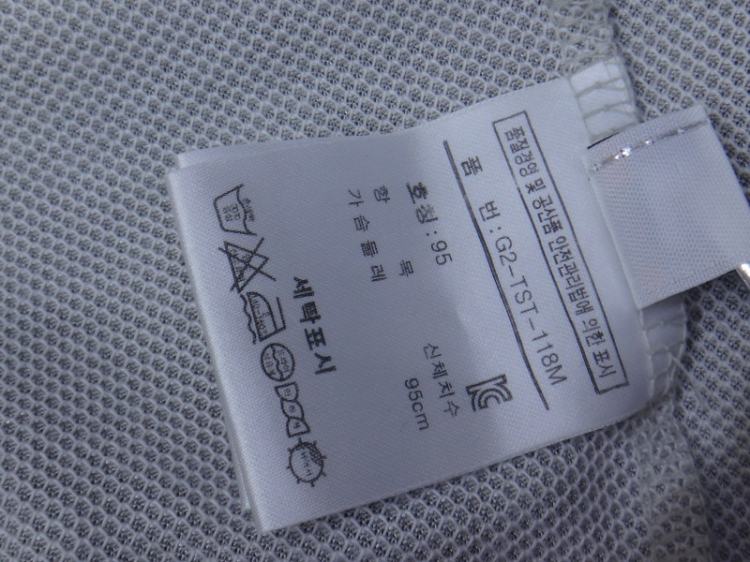 품질경영 및 공산품 안전관리법에 의한 표시
품 번 : G2-TST-118M
호칭 : 95
항 목 신체치수
가슴둘레 95cm
세탁표시